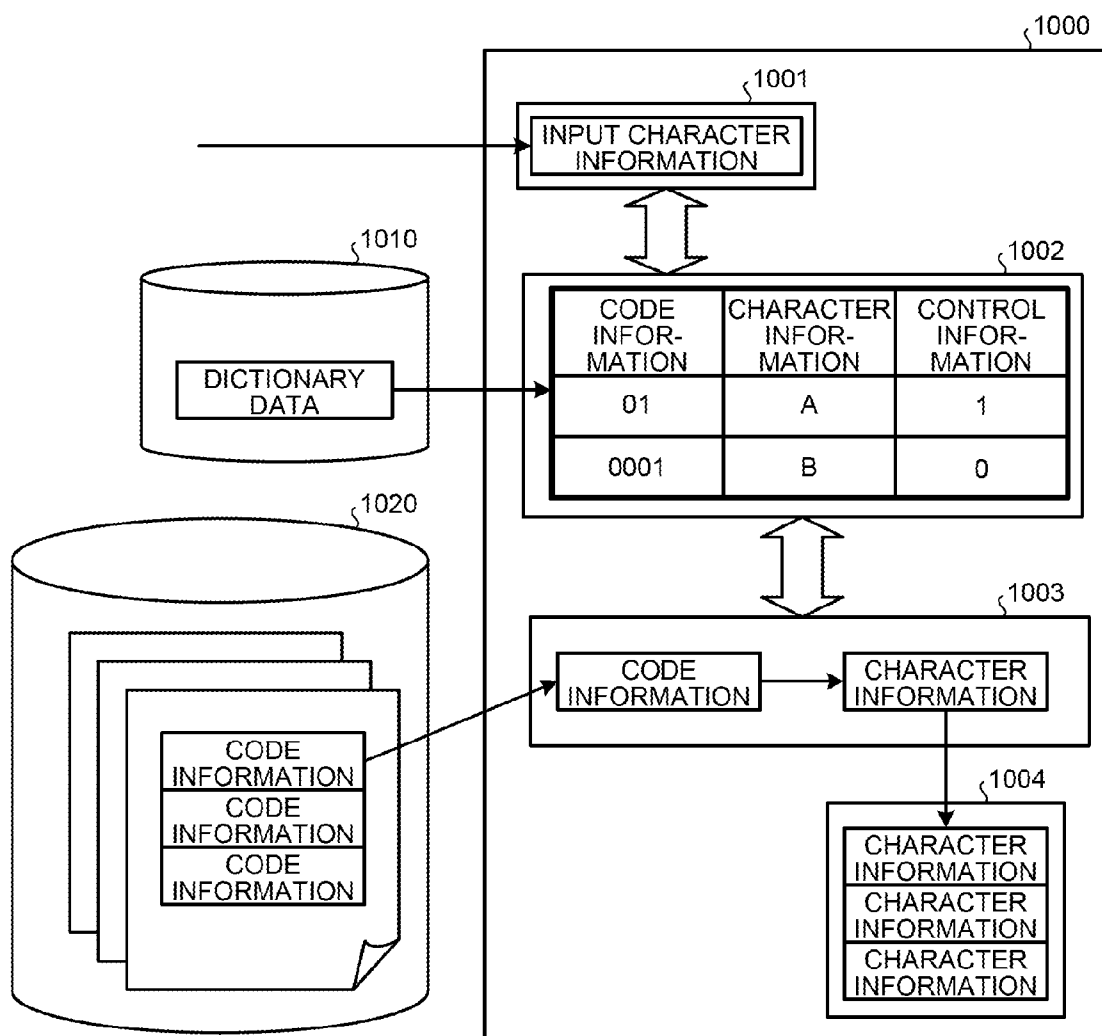 1000
1001
INPUT CHARACTER
INFORMATION
1010
1002
DICTIONARY
DATA
CODE
INFOR-
MATION
CHARACTER
INFOR-
MATION
CONTROL
INFOR-
MATION
01
A
1
0001
B
0
1020
1003
CODE
INFORMATION
CHARACTER
INFORMATION
CODE
INFORMATION
CODE
INFORMATION
CODE
INFORMATION
1004
CHARACTER
INFORMATION
CHARACTER
INFORMATION
CHARACTER
INFORMATION